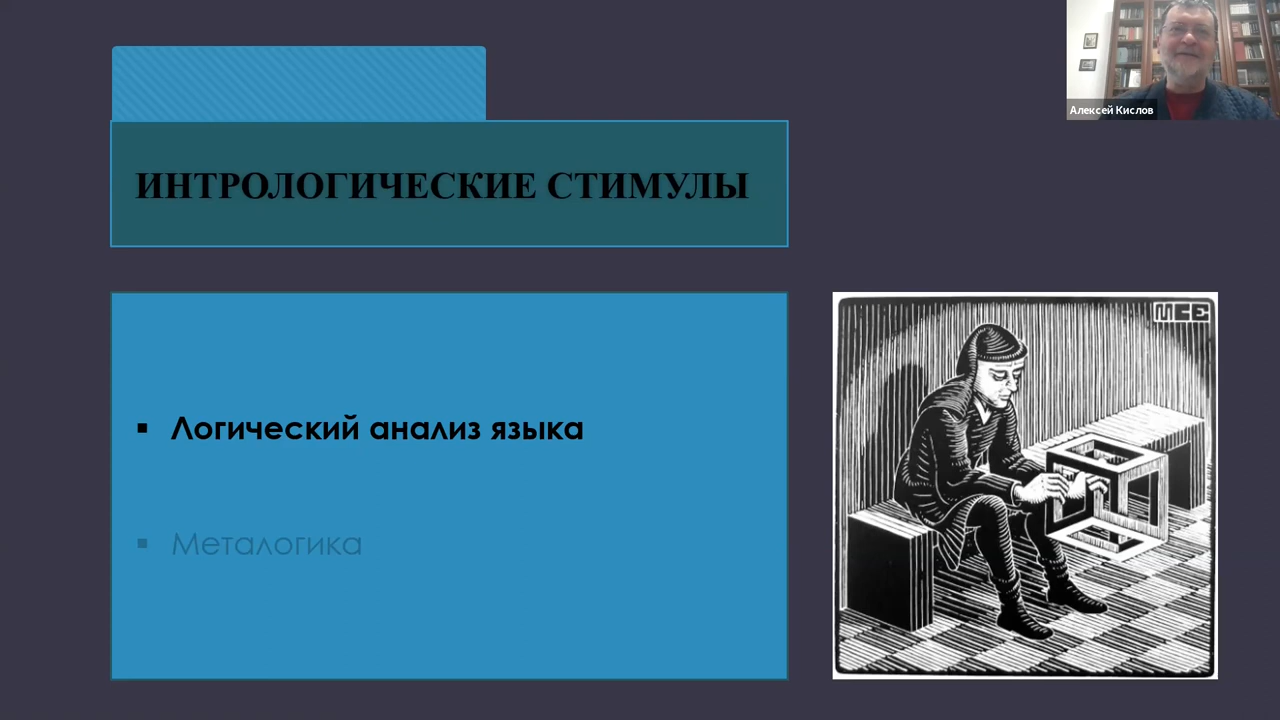 Алексей Кислов
ИНТРОЛОГИЧЕСКИЕ СТИМУЛЫ
MCE
▪ Логический анализ языка
▪ Металогика